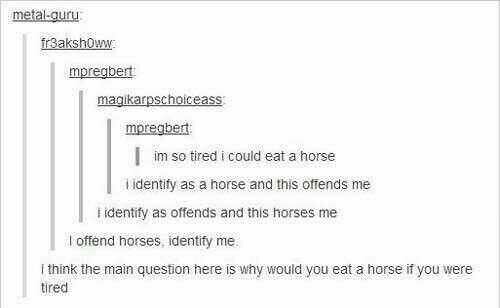 metal-guru:
fr3aksh0ww:
mpregbert:
magikarpschoiceass:
mpregbert:
im so tired i could eat a horse
i identify as a horse and this offends me
i identify as offends and this horses me
I offend horses, identify me.
I think the main question here is why would you eat a horse if you were
tired